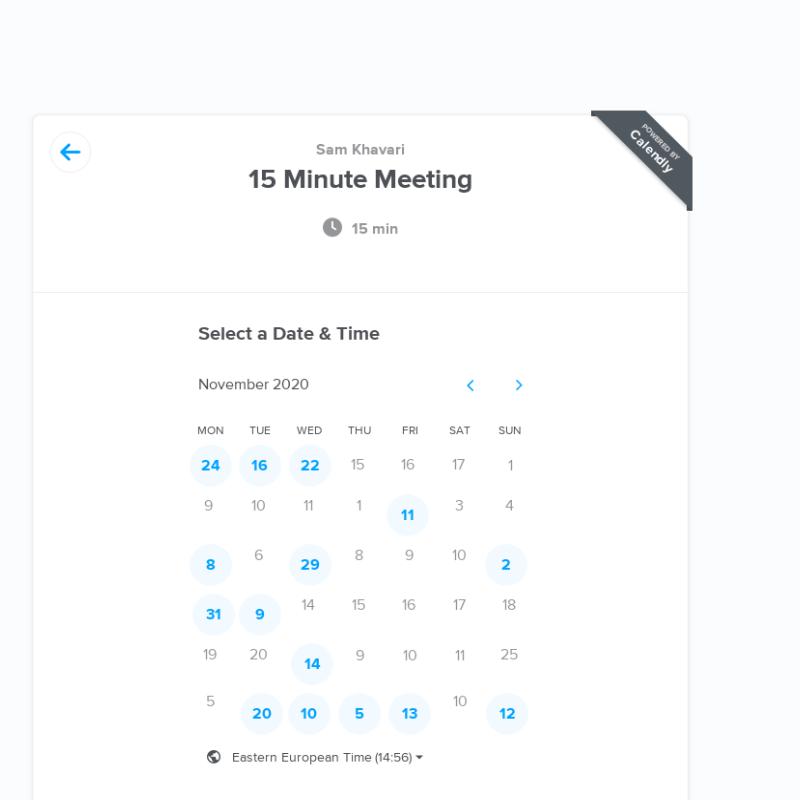 POWERED BY
Calendly
Sam Khavari
15 Minute Meeting
15 min
Select a Date & Time
November 2020
MON TUE WED THU FRI SAT SUN
24 16 22 15 16 17 1
9 10 11 1 11 3 4
8 6 29 8 9 10 2
31 9 14 15 16 17 18
19 20 14 9 10 11 25
5 20 10 5 13 10 12
Eastern European Time (14:56)